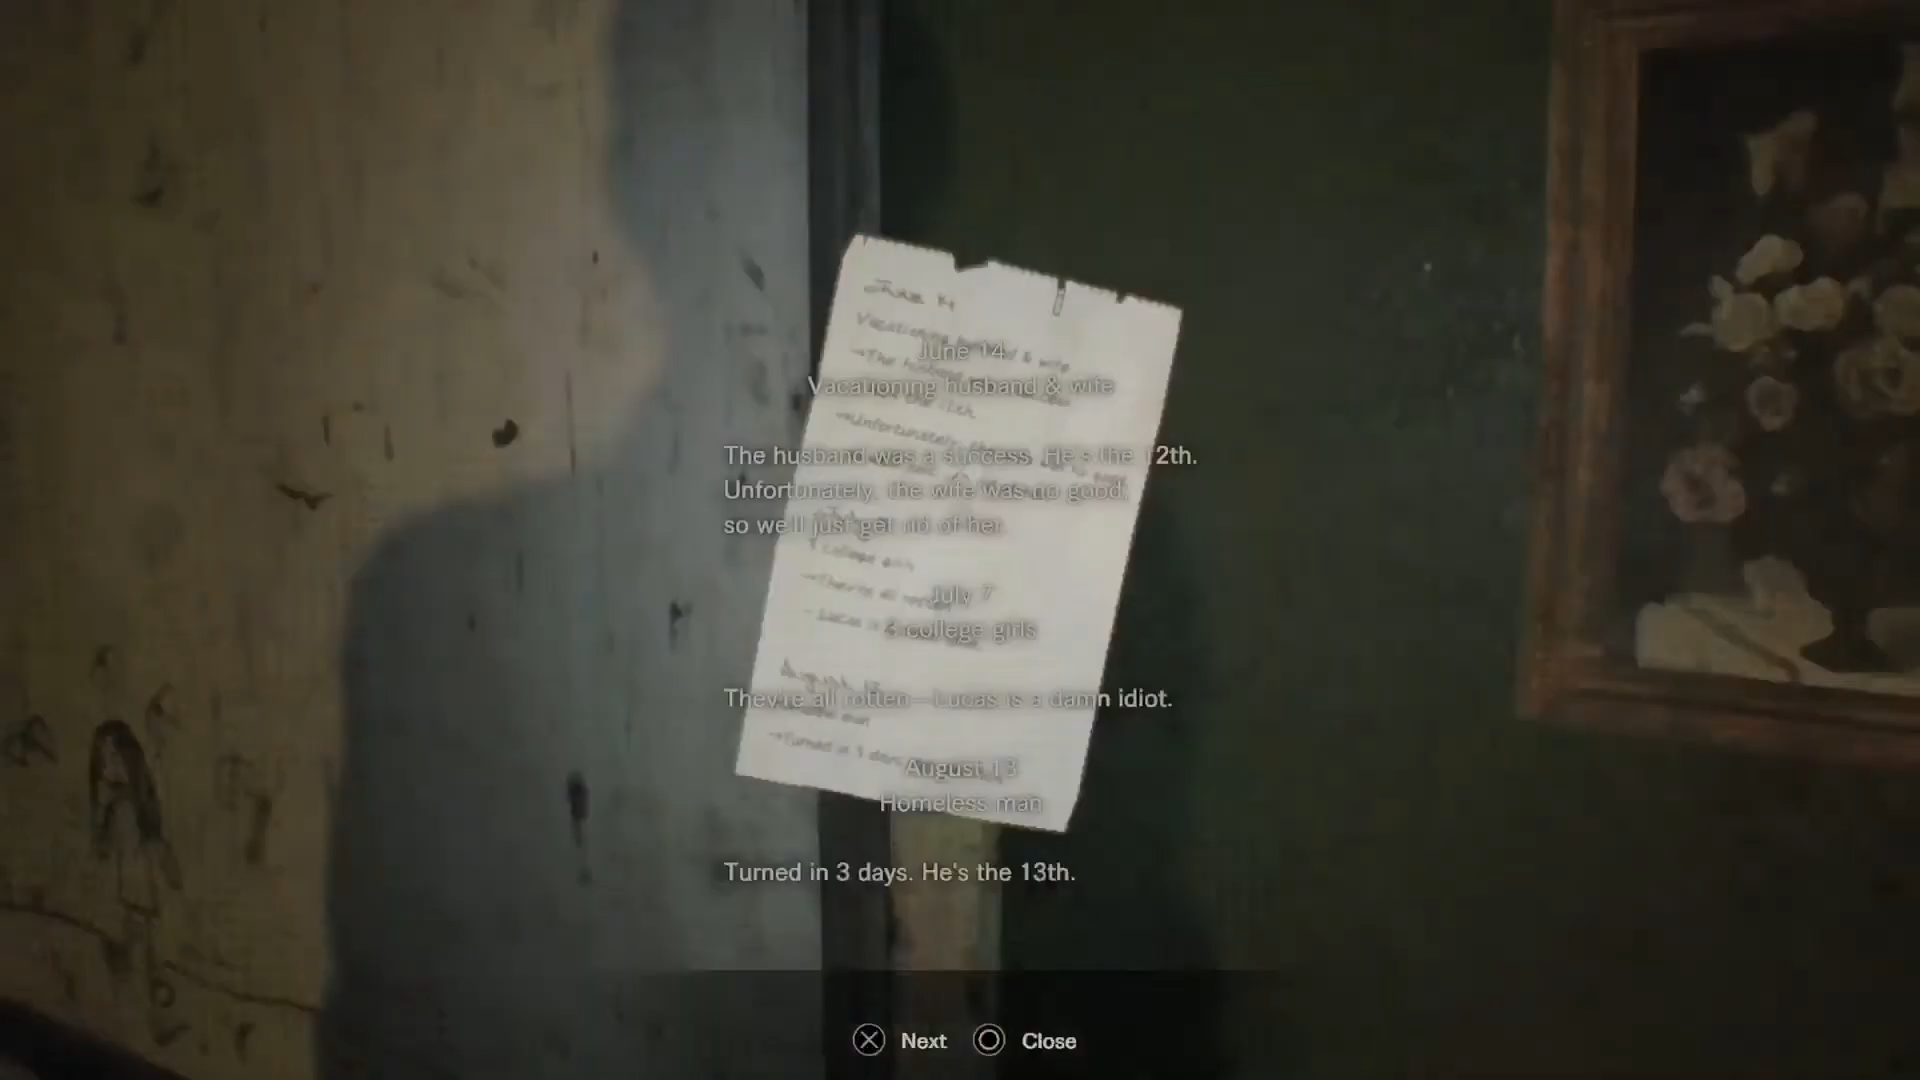 June 14
Vacationing husband & wife
The husband was a success. He's the 12th.
Unfortunately, the wife was no good,
so we'll just get rid of her.
July 7
3 college girls
They're all rotten—Lucas is a damn idiot.
August 13
Homeless man
Turned in 3 days. He's the 13th.
Next Close